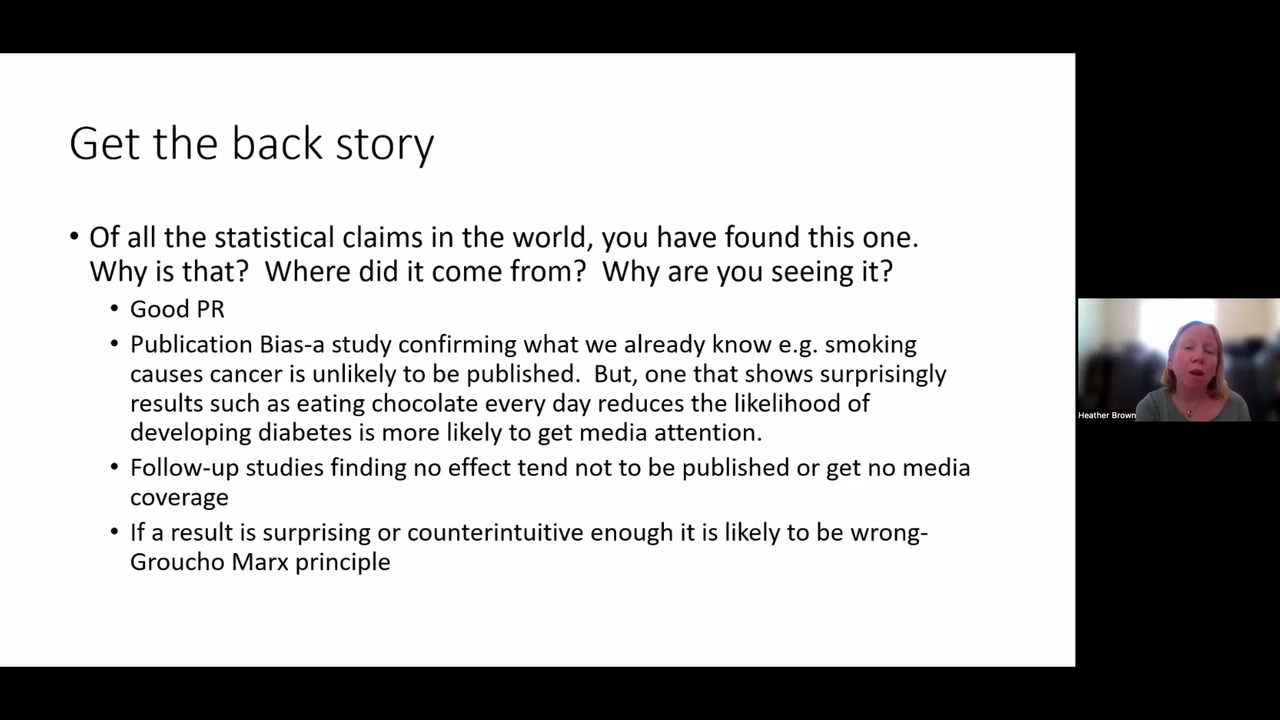 Get the back story
• Of all the statistical claims in the world, you have found this one.
Why is that?  Where did it come from?  Why are you seeing it?
• Good PR
• Publication Bias-a study confirming what we already know e.g. smoking
causes cancer is unlikely to be published.  But, one that shows surprisingly
results such as eating chocolate every day reduces the likelihood of
developing diabetes is more likely to get media attention.
• Follow-up studies finding no effect tend not to be published or get no media
coverage
• If a result is surprising or counterintuitive enough it is likely to be wrong-
Groucho Marx principle
Heather Brown